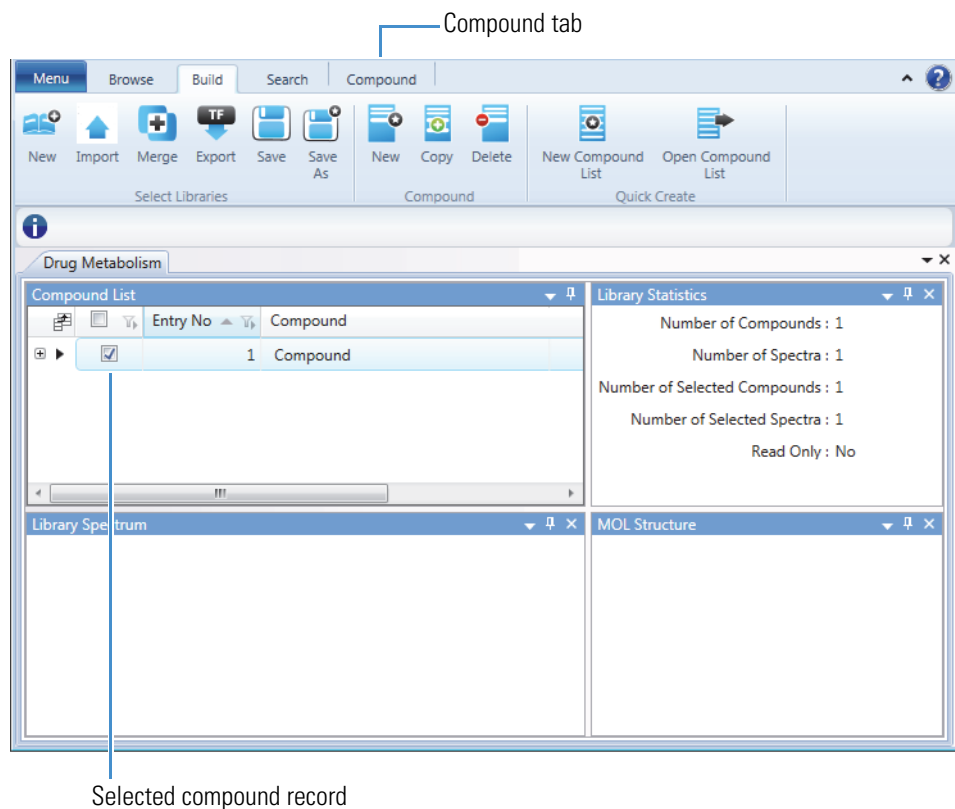 Compound tab
Menu Browse Build Search Compound
TF
New Import Merge Export Save Save As New Copy Delete New Compound List Open Compound List
Select Libraries Compound Quick Create
Drug Metabolism
Compound List
Entry No Compound
1 Compound
Library Statistics
Number of Compounds : 1
Number of Spectra : 1
Number of Selected Compounds : 1
Number of Selected Spectra : 1
Read Only : No
Library Spectrum
MOL Structure
Selected compound record